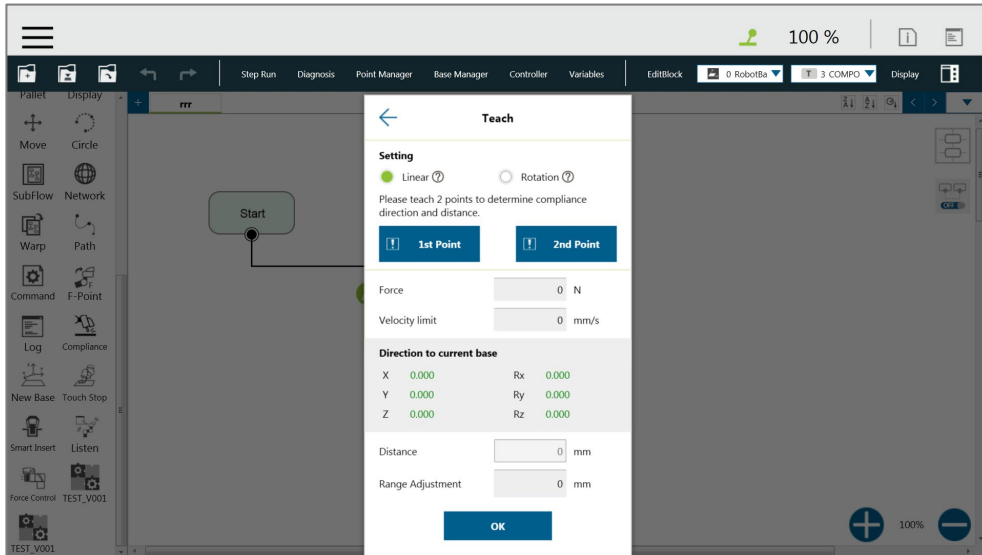 100 %
Step Run
Diagnosis
Point Manager
Base Manager
Controller
Variables
EditBlock
0 RobotBa
T 3 COMPO
Display
Pallet Display
rrr
Move Circle
SubFlow Network
Warp Path
Command F-Point
Log Compliance
New Base Touch Stop
Smart Insert Listen
Force Control TEST_V001
TEST_V001
Start
Teach
Setting
Linear ? Rotation ?
Please teach 2 points to determine compliance
direction and distance.
! 1st Point ! 2nd Point
Force 0 N
Velocity limit 0 mm/s
Direction to current base
X 0.000 Rx 0.000
Y 0.000 Ry 0.000
Z 0.000 Rz 0.000
Distance 0 mm
Range Adjustment 0 mm
OK
OFF
100%